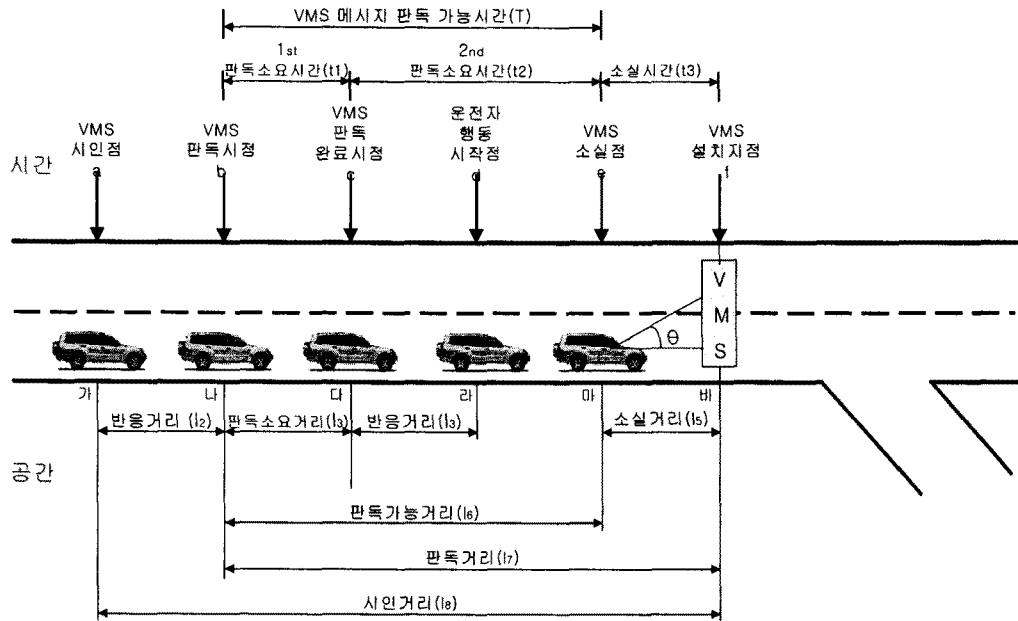 VMS 메시지 판독 가능시간(T)
1st
판독소요시간(t1)
2nd
판독소요시간(t2)
소실시간(t3)
시간
VMS
시인점
a
VMS
판독시점
b
VMS
판독
완료시점
c
운전자
행동
시작점
d
VMS
소실점
e
VMS
설치지점
f
V
M
S
θ
가
나
다
라
마
바
반응거리 (l2)
판독소요거리(l3)
반응거리(l3)
소실거리(l5)
공간
판독가능거리(l6)
판독거리(l7)
시인거리(l8)